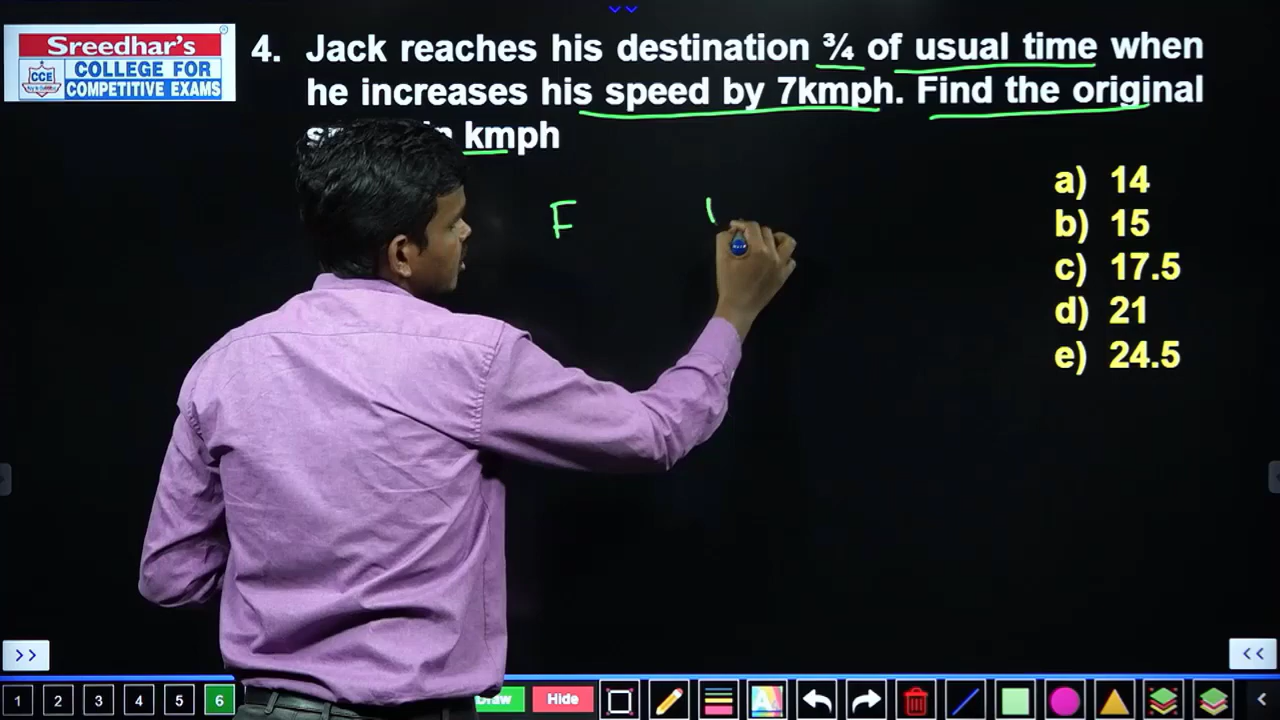 Sreedhar's
CCE
COLLEGE FOR
COMPETITIVE EXAMS
4. Jack reaches his destination ¾ of usual time when
he increases his speed by 7kmph. Find the original
kmph
a) 14
b) 15
c) 17.5
d) 21
e) 24.5
F
>>
<<
1 2 3 4 5 6 Draw Hide